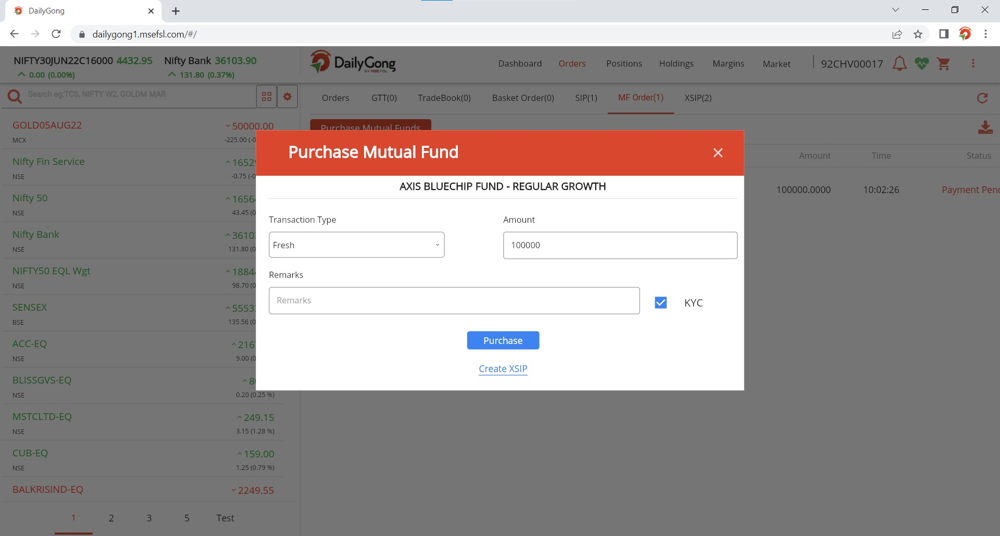 DailyGong
dailygong1.msefsl.com/#/
NIFTY30JUN22C16000 4432.95
0.00 (0.00%)
Nifty Bank 36103.90
131.80 (0.37%)
DailyGong
BY MSE FSL
Dashboard Orders Positions Holdings Margins Market 92CHV00017
Search eg:TCS, NIFTY W2, GOLDM MAR
Orders GTT(0) TradeBook(0) Basket Order(0) SIP(1) MF Order(1) XSIP(2)
GOLD05AUG22 50000.00
MCX -225.00 (-0
Nifty Fin Service 1652
NSE -0.75 (-0
Nifty 50 1656
NSE 43.45 (0
Nifty Bank 3610
NSE 131.80 (0
NIFTY50 EQL Wgt 1884
NSE 98.70 (0
SENSEX 5553
BSE 135.56 (0
ACC-EQ 216
NSE 9.00 (0
BLISSGVS-EQ 8
NSE 0.20 (0.25 %)
MSTCLTD-EQ 249.15
NSE 3.15 (1.28 %)
CUB-EQ 159.00
NSE 1.25 (0.79 %)
BALKRISIND-EQ 2249.55
1 2 3 5 Test
Purchase Mutual Funds
Amount Time Status
100000.0000 10:02:26 Payment Pend
Purchase Mutual Fund
AXIS BLUECHIP FUND - REGULAR GROWTH
Transaction Type Amount
Fresh 100000
Remarks
Remarks KYC
Purchase
Create XSIP